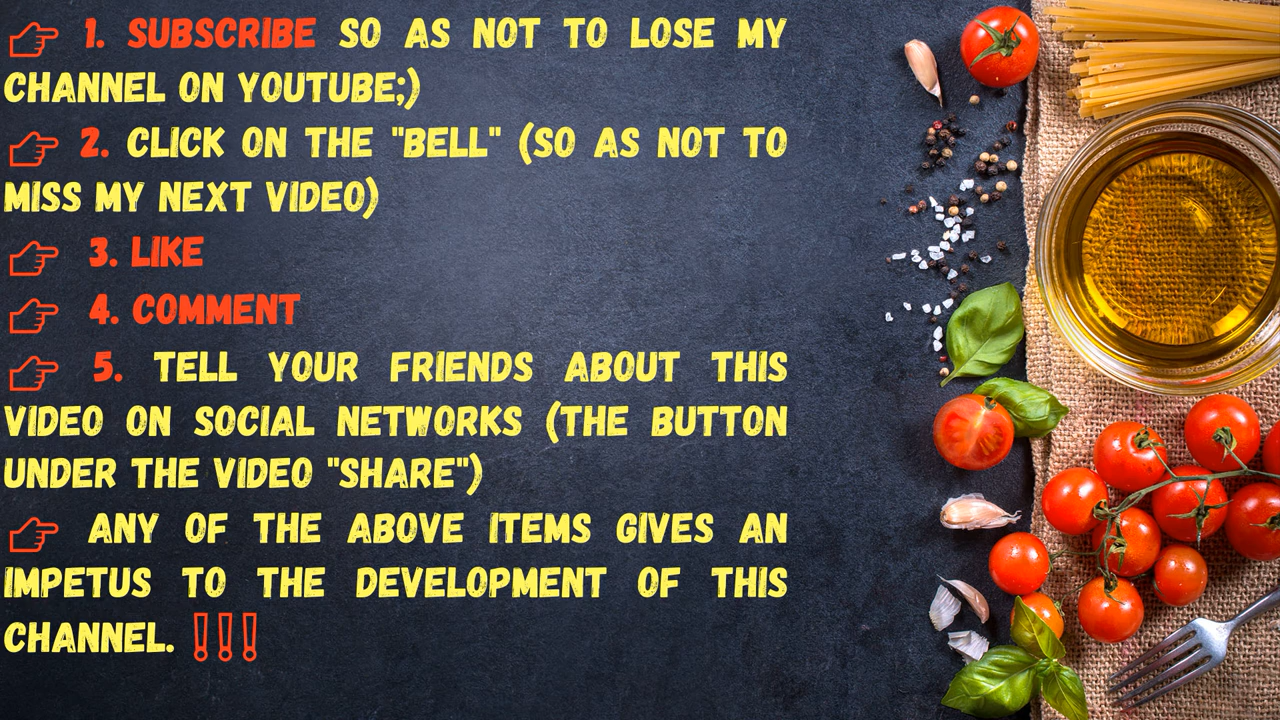 👉 1. SUBSCRIBE SO AS NOT TO LOSE MY
CHANNEL ON YOUTUBE;)
👉 2. CLICK ON THE "BELL" (SO AS NOT TO
MISS MY NEXT VIDEO)
👉 3. LIKE
👉 4. COMMENT
👉 5. TELL YOUR FRIENDS ABOUT THIS
VIDEO ON SOCIAL NETWORKS (THE BUTTON
UNDER THE VIDEO "SHARE")
👉 ANY OF THE ABOVE ITEMS GIVES AN
IMPETUS TO THE DEVELOPMENT OF THIS
CHANNEL. ❗❗❗